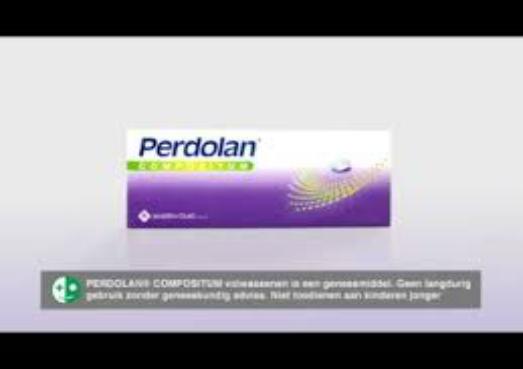 Perdolan
COMPOSITUM
PERDOLAN® COMPOSITUM volwassenen is een geneesmiddel. Geen langdurig
gebruik zonder geneeskundig advies. Niet toedienen aan kinderen jonger